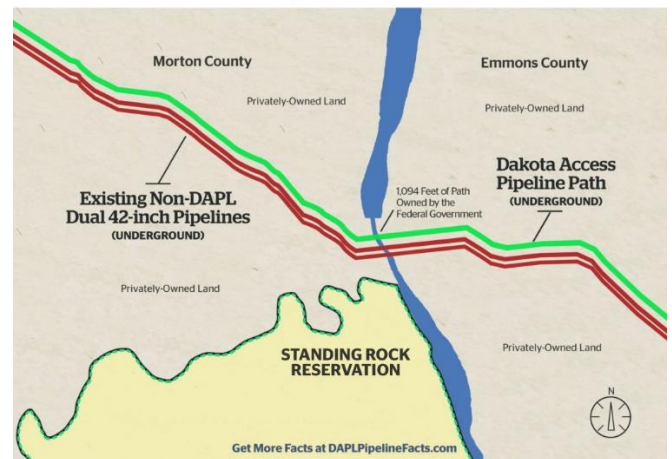 Morton County
Emmons County
Privately-Owned Land
Privately-Owned Land
Existing Non-DAPL
Dual 42-inch Pipelines
(UNDERGROUND)
1,094 Feet of Path
Owned by the
Federal Government
Dakota Access
Pipeline Path
(UNDERGROUND)
Privately-Owned Land
STANDING ROCK
RESERVATION
Privately-Owned Land
N
Get More Facts at DAPLPipelineFacts.com